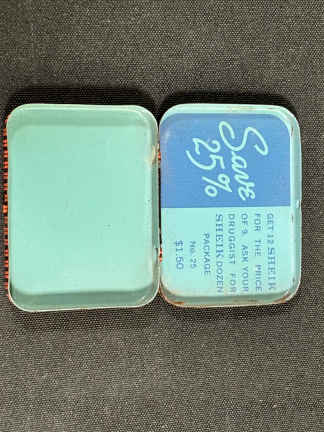 Save
25%
GET 12 SHEIK
FOR THE PRICE
OF 9. ASK YOUR
DRUGGIST FOR
SHEIK DOZEN
PACKAGE
No. 25
$1.50